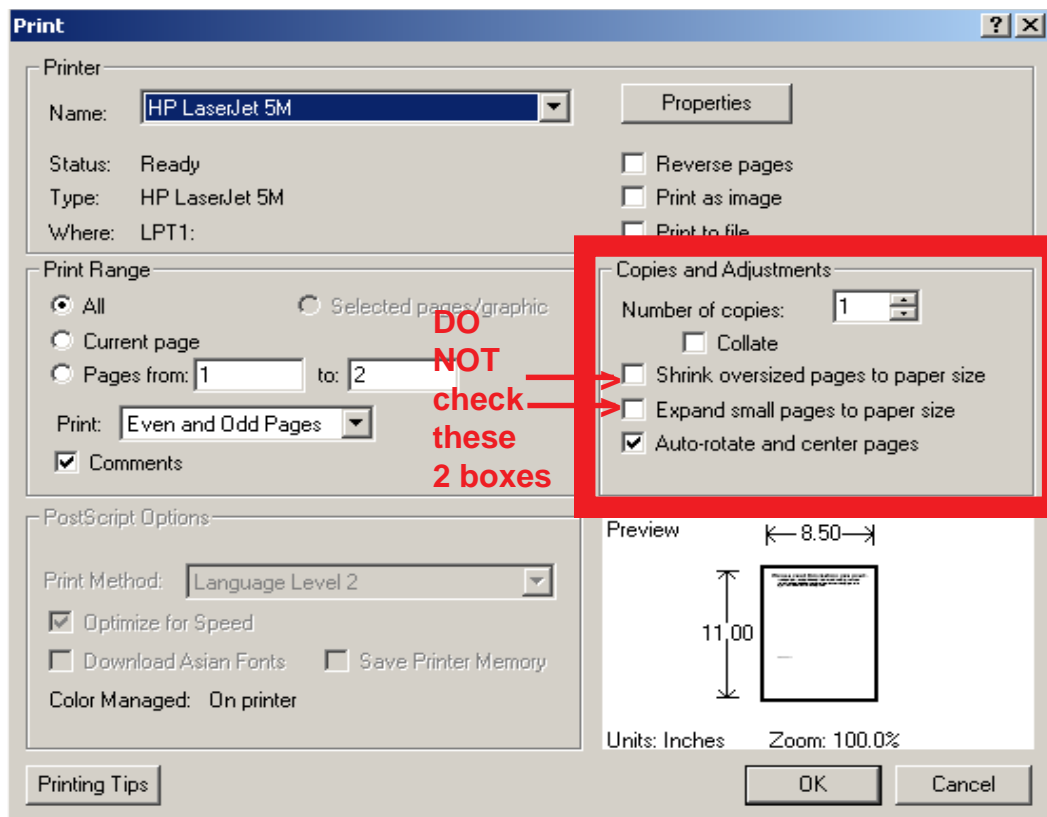 Print
Printer
Name: HP LaserJet 5M
Properties
Status: Ready
Type: HP LaserJet 5M
Where: LPT1:
Reverse pages
Print as image
Print to file
Print Range
All
Selected pages/graphic
Current page
Pages from: 1 to: 2
Print: Even and Odd Pages
Comments
DO
NOT
check
these
2 boxes
Copies and Adjustments
Number of copies: 1
Collate
Shrink oversized pages to paper size
Expand small pages to paper size
Auto-rotate and center pages
PostScript Options
Print Method: Language Level 2
Optimize for Speed
Download Asian Fonts
Save Printer Memory
Color Managed: On printer
Preview
8.50
11.00
Units: Inches Zoom: 100.0%
Printing Tips
OK
Cancel